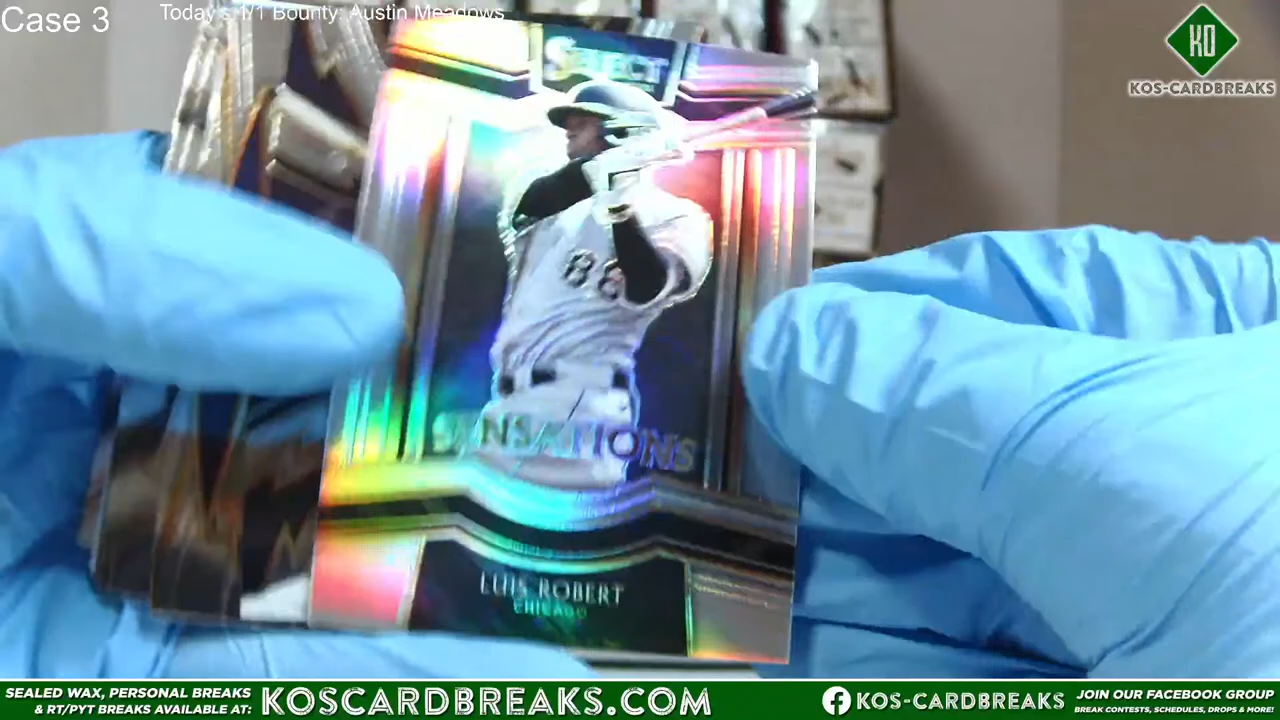 Case 3
Today's 1/1 Bounty: Austin Meadows
KO
KOS-CARDBREAKS
SELECT
88
SENSATIONS
LUIS ROBERT
CHICAGO
SEALED WAX, PERSONAL BREAKS
& RT/PYT BREAKS AVAILABLE AT:
KOSCARDBREAKS.COM
KOS-CARDBREAKS
JOIN OUR FACEBOOK GROUP
BREAK CONTESTS, SCHEDULES, DROPS & MORE!